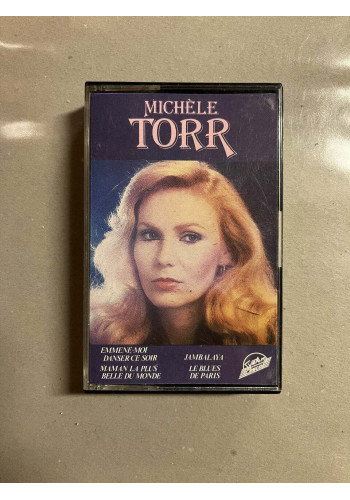 MICHÈLE
TORR
EMMENE-MOI
DANSER CE SOIR
MAMAN LA PLUS
BELLE DU MONDE
JAMBALAYA
LE BLUES
DE PARIS